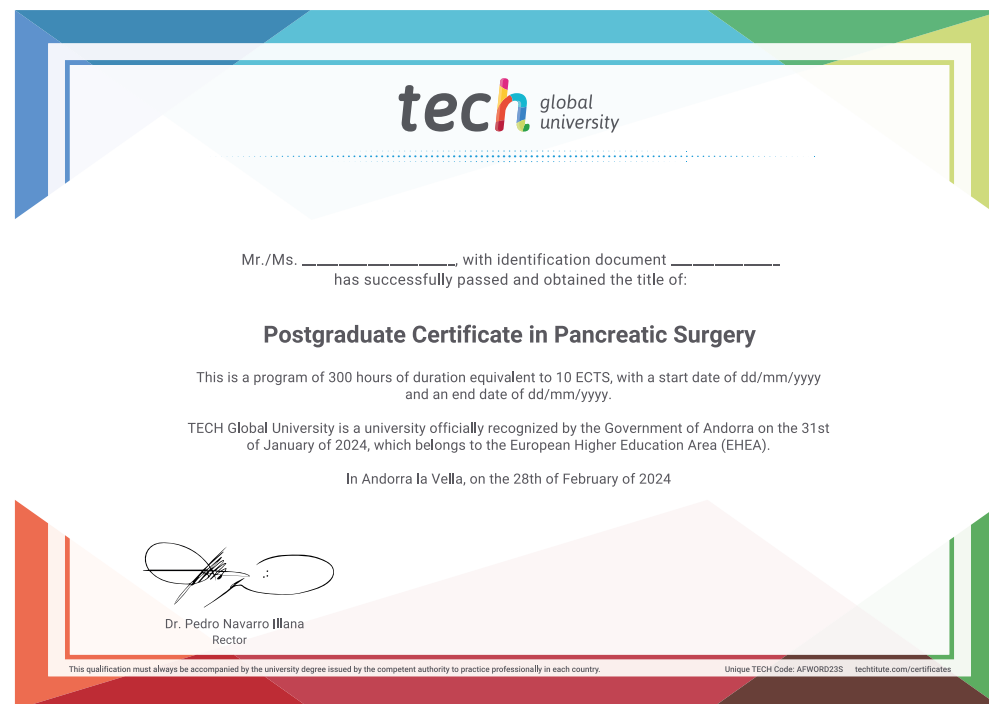 tech global
university
Mr./Ms. ____________________, with identification document ______________
has successfully passed and obtained the title of:
Postgraduate Certificate in Pancreatic Surgery
This is a program of 300 hours of duration equivalent to 10 ECTS, with a start date of dd/mm/yyyy
and an end date of dd/mm/yyyy.
TECH Global University is a university officially recognized by the Government of Andorra on the 31st
of January of 2024, which belongs to the European Higher Education Area (EHEA).
In Andorra la Vella, on the 28th of February of 2024
Dr. Pedro Navarro Illana
Rector
This qualification must always be accompanied by the university degree issued by the competent authority to practice professionally in each country. Unique TECH Code: AFWORD23S techtitute.com/certificates